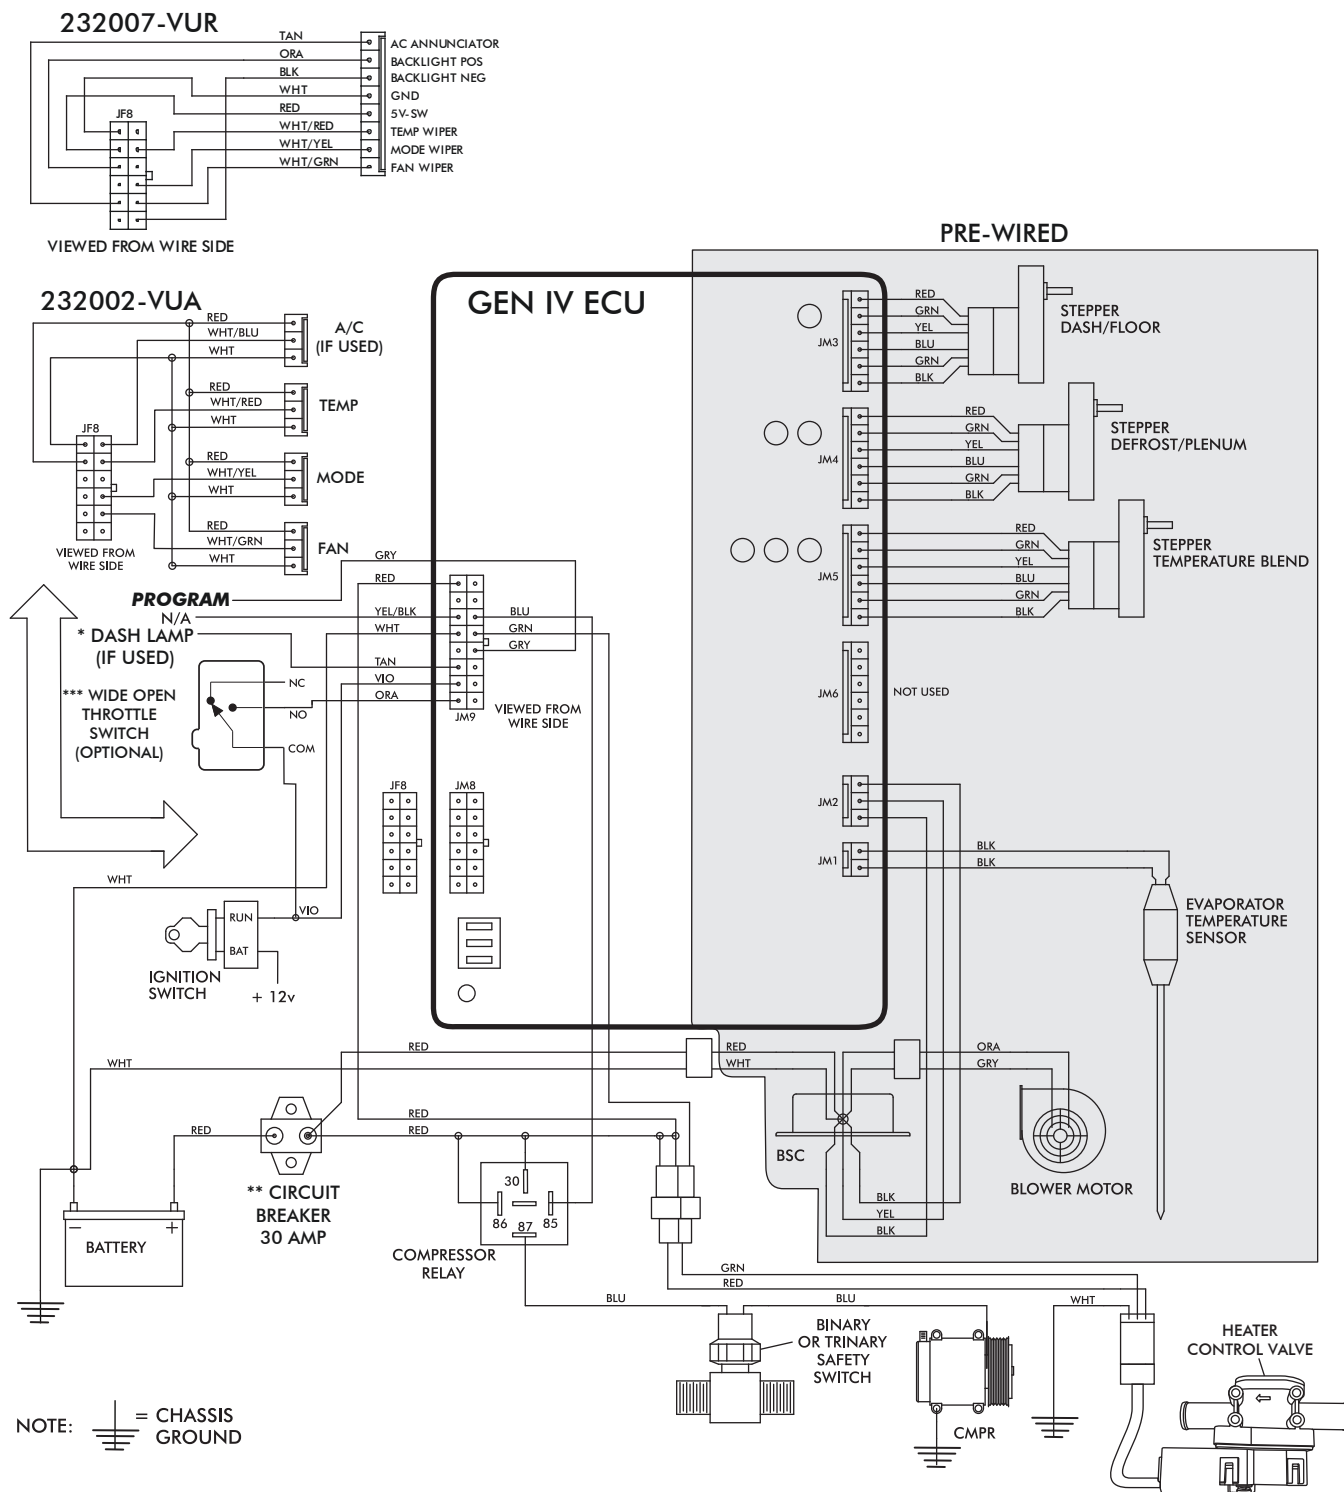 232007-VUR
TAN
AC ANNUNCIATOR
ORA
BACKLIGHT POS
BLK
BACKLIGHT NEG
WHT
GND
RED
5V-SW
WHT/RED
TEMP WIPER
WHT/YEL
MODE WIPER
WHT/GRN
FAN WIPER
JF8
VIEWED FROM WIRE SIDE
232002-VUA
RED
WHT/BLU
WHT
A/C
(IF USED)
RED
WHT/RED
WHT
TEMP
RED
WHT/YEL
WHT
MODE
RED
WHT/GRN
WHT
FAN
JF8
VIEWED FROM
WIRE SIDE
PRE-WIRED
GEN IV ECU
JM3
RED
GRN
YEL
BLU
GRN
BLK
STEPPER
DASH/FLOOR
JM4
RED
GRN
YEL
BLU
GRN
BLK
STEPPER
DEFROST/PLENUM
JM5
RED
GRN
YEL
BLU
GRN
BLK
STEPPER
TEMPERATURE BLEND
JM6
NOT USED
JM2
JM1
BLK
BLK
EVAPORATOR
TEMPERATURE
SENSOR
GRY
RED
PROGRAM
N/A
YEL/BLK
* DASH LAMP
(IF USED)
WHT
TAN
VIO
ORA
BLU
GRN
GRY
JM9
VIEWED FROM
WIRE SIDE
*** WIDE OPEN
THROTTLE
SWITCH
(OPTIONAL)
NC
NO
COM
JF8
JM8
WHT
VIO
RUN
BAT
IGNITION
SWITCH
+ 12v
RED
WHT
RED
WHT
ORA
GRY
BSC
BLOWER MOTOR
BLK
YEL
BLK
RED
RED
RED
** CIRCUIT
BREAKER
30 AMP
BATTERY
−
+
30
86
87
85
COMPRESSOR
RELAY
GRN
RED
BLU
BLU
WHT
BINARY
OR TRINARY
SAFETY
SWITCH
CMPR
HEATER
CONTROL VALVE
NOTE:
= CHASSIS
GROUND